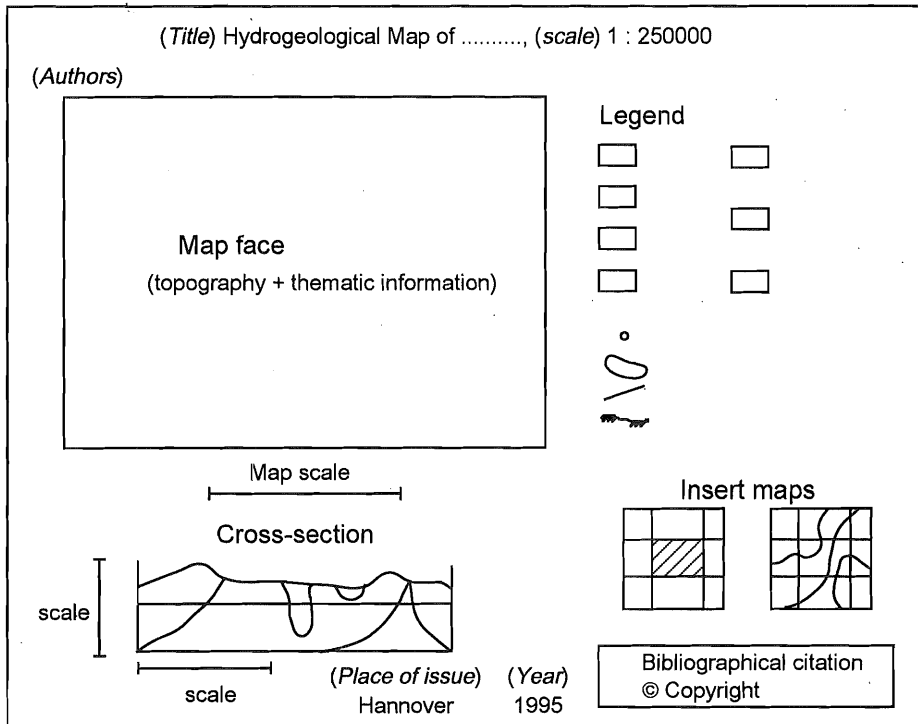 (Title) Hydrogeological Map of .........., (scale) 1 : 250000
(Authors)
Map face
(topography + thematic information)
Legend
Map scale
Cross-section
scale
scale
Insert maps
(Place of issue) (Year)
Hannover 1995
Bibliographical citation
© Copyright